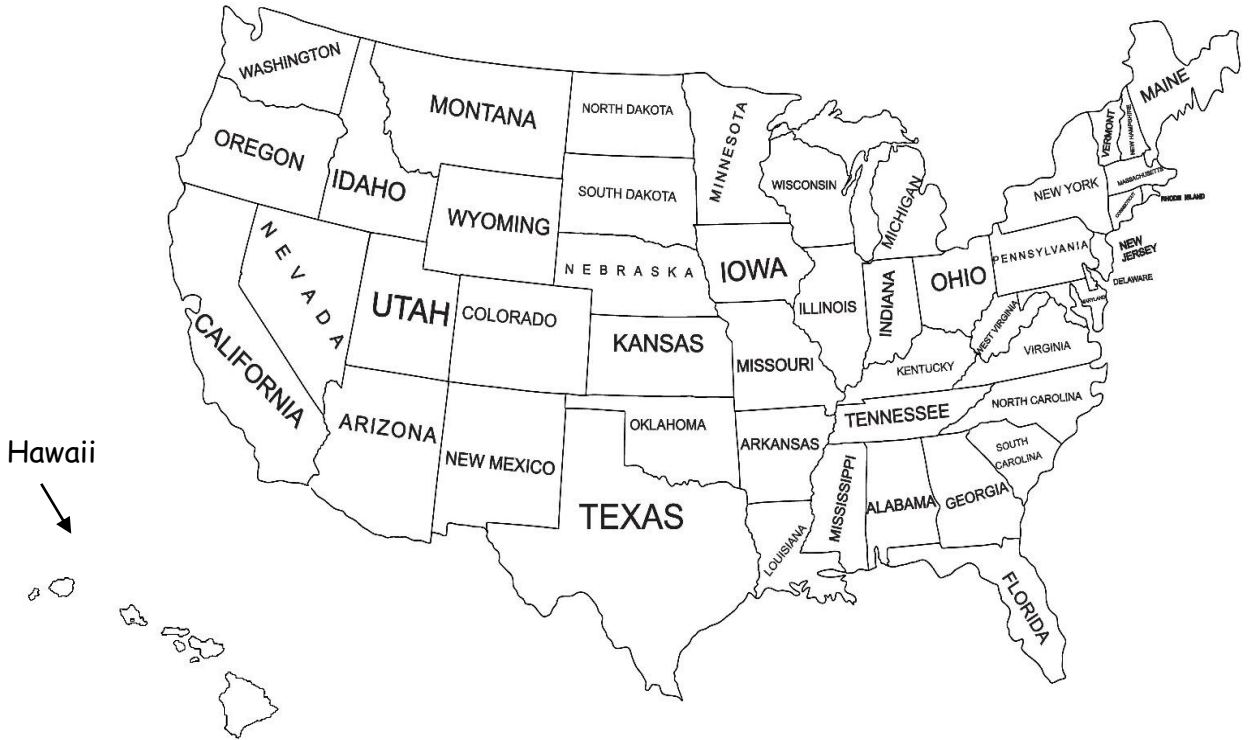 WASHINGTON
MAINE
MONTANA
NORTH DAKOTA
MINNESOTA
VERMONT
NEW HAMPSHIRE
OREGON
IDAHO
SOUTH DAKOTA
WISCONSIN
MICHIGAN
NEW YORK
MASSACHUSETTS
RHODE ISLAND
CONNECTICUT
WYOMING
NEVADA
NEBRASKA
IOWA
PENNSYLVANIA
NEW
JERSEY
OHIO
DELAWARE
MARYLAND
UTAH
COLORADO
ILLINOIS
INDIANA
WEST VIRGINIA
VIRGINIA
CALIFORNIA
KANSAS
MISSOURI
KENTUCKY
ARIZONA
NEW MEXICO
OKLAHOMA
ARKANSAS
TENNESSEE
NORTH CAROLINA
SOUTH
CAROLINA
Hawaii
TEXAS
LOUISIANA
MISSISSIPPI
ALABAMA
GEORGIA
FLORIDA